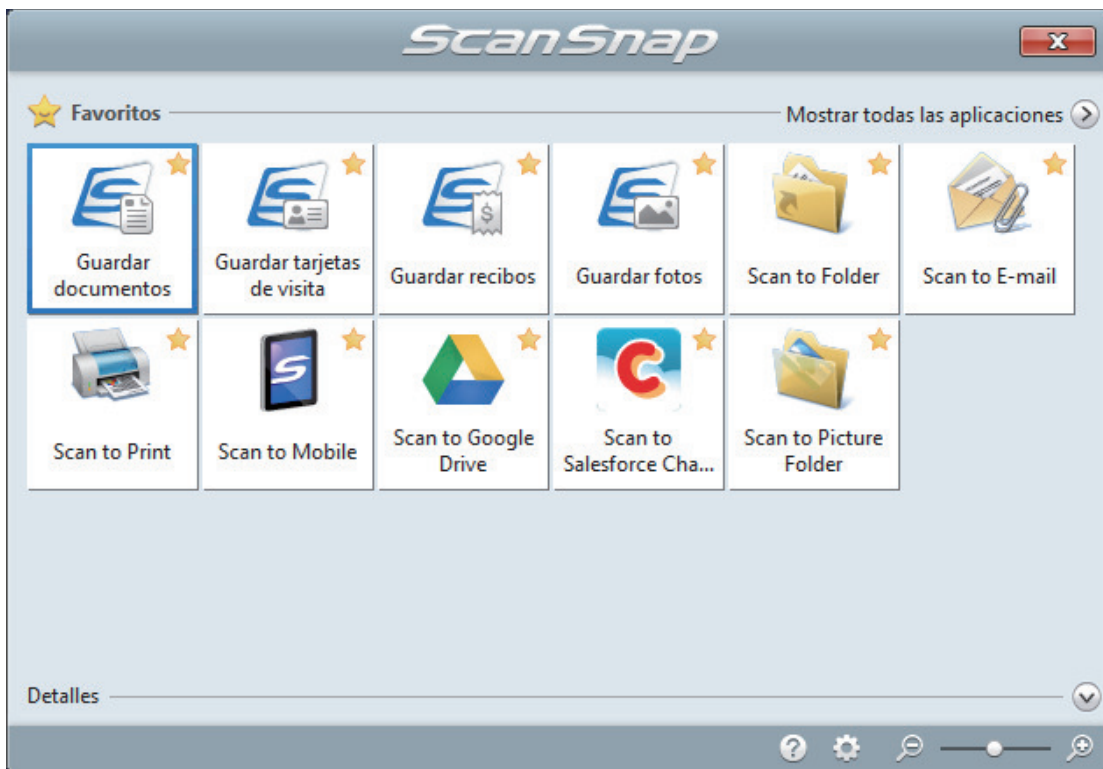 ScanSnap
Favoritos
Mostrar todas las aplicaciones
Guardar
documentos
Guardar tarjetas
de visita
Guardar recibos
Guardar fotos
Scan to Folder
Scan to E-mail
Scan to Print
Scan to Mobile
Scan to Google
Drive
Scan to
Salesforce Cha...
Scan to Picture
Folder
Detalles